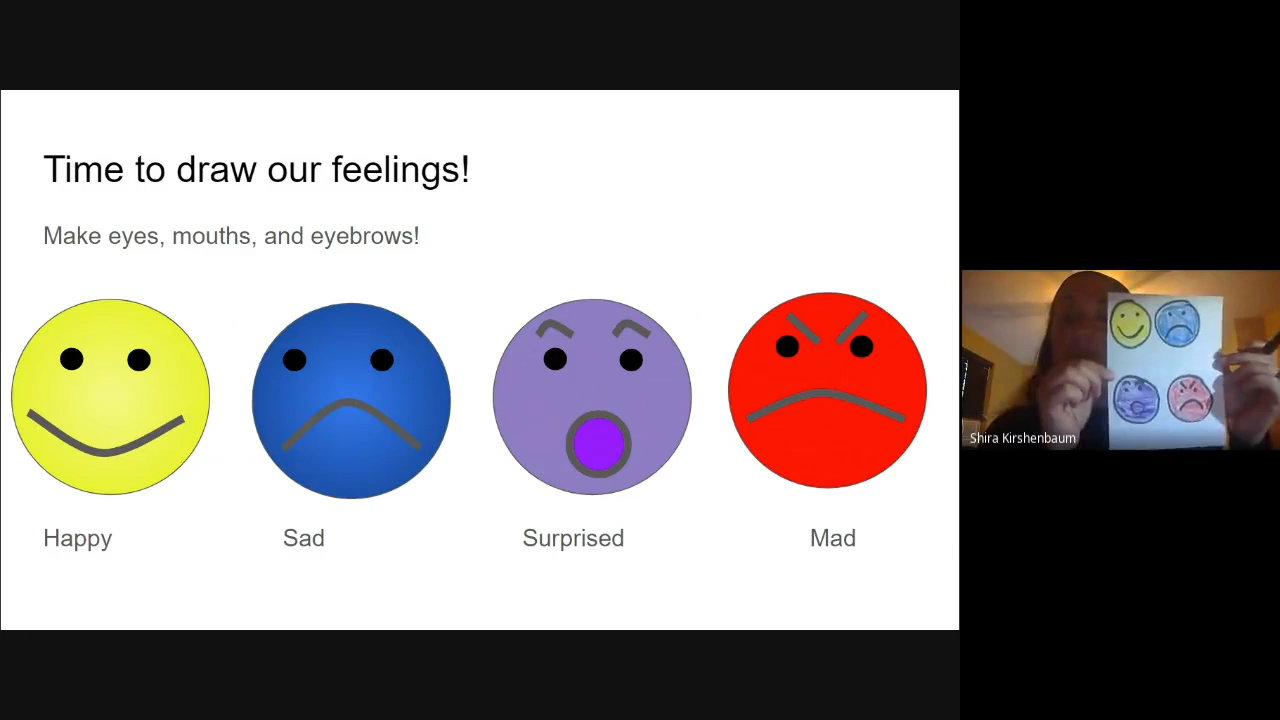 Time to draw our feelings!
Make eyes, mouths, and eyebrows!
Happy
Sad
Surprised
Mad
Shira Kirshenbaum